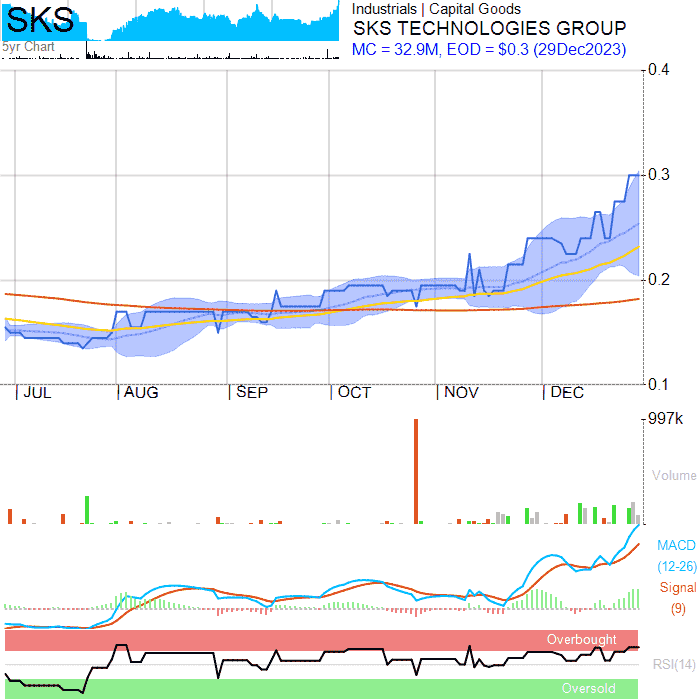 SKS
5yr Chart
Industrials | Capital Goods
SKS TECHNOLOGIES GROUP
MC = 32.9M, EOD = $0.3 (29Dec2023)
0.4
0.3
0.2
0.1
JUL AUG SEP OCT NOV DEC
997k
Volume
MACD
(12-26)
Signal
(9)
Overbought
RSI(14)
Oversold